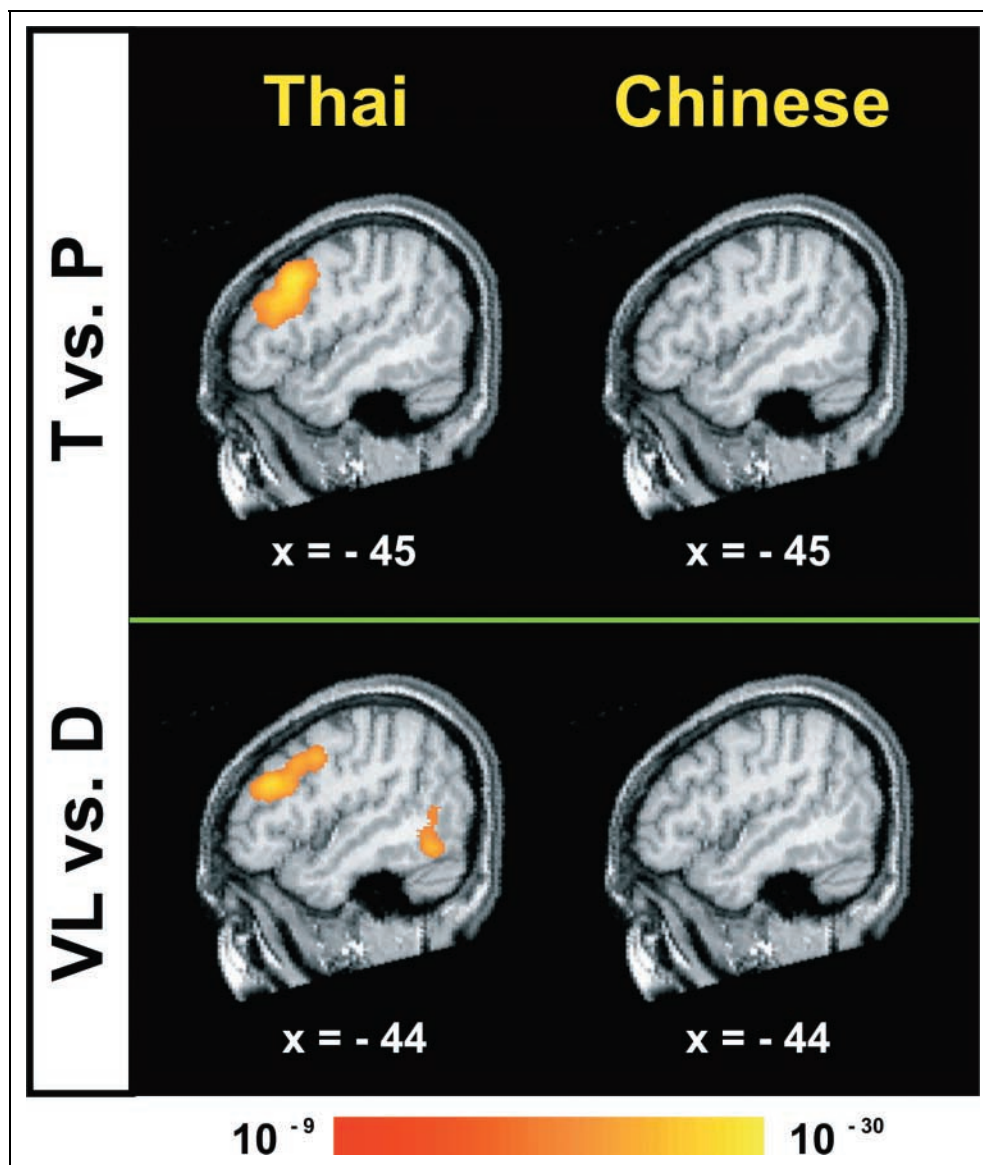 Thai Chinese
T vs. P
x = - 45 x = - 45
VL vs. D
x = - 44 x = - 44
10 -9 10 -30